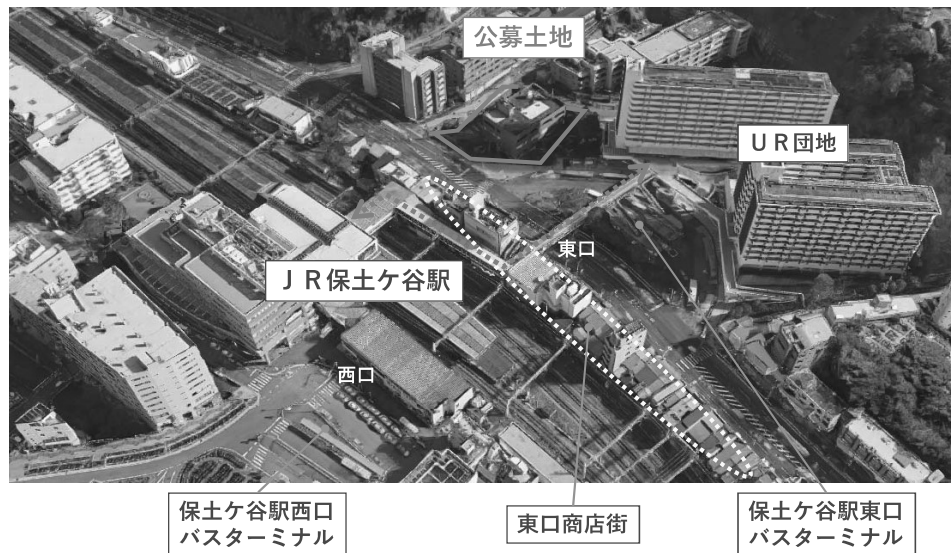 公募土地
UR団地
東口
JR保土ケ谷駅
西口
保土ケ谷駅西口
バスターミナル
東口商店街
保土ケ谷駅東口
バスターミナル